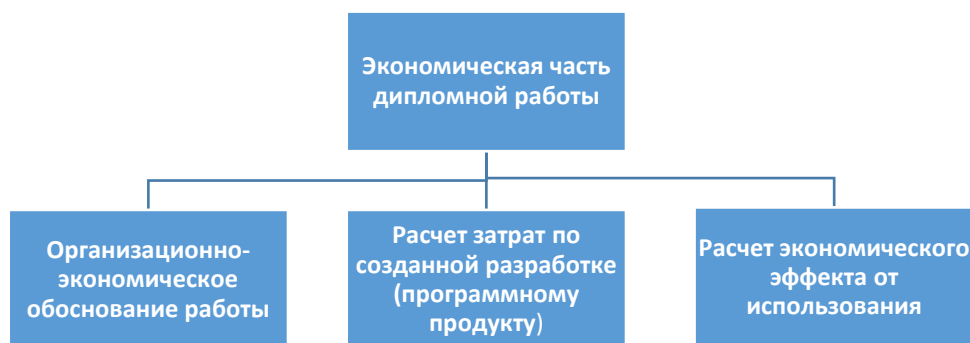 Экономическая часть
дипломной работы
Организационно-
экономическое
обоснование работы
Расчет затрат по
созданной разработке
(программному
продукту)
Расчет экономического
эффекта от
использования